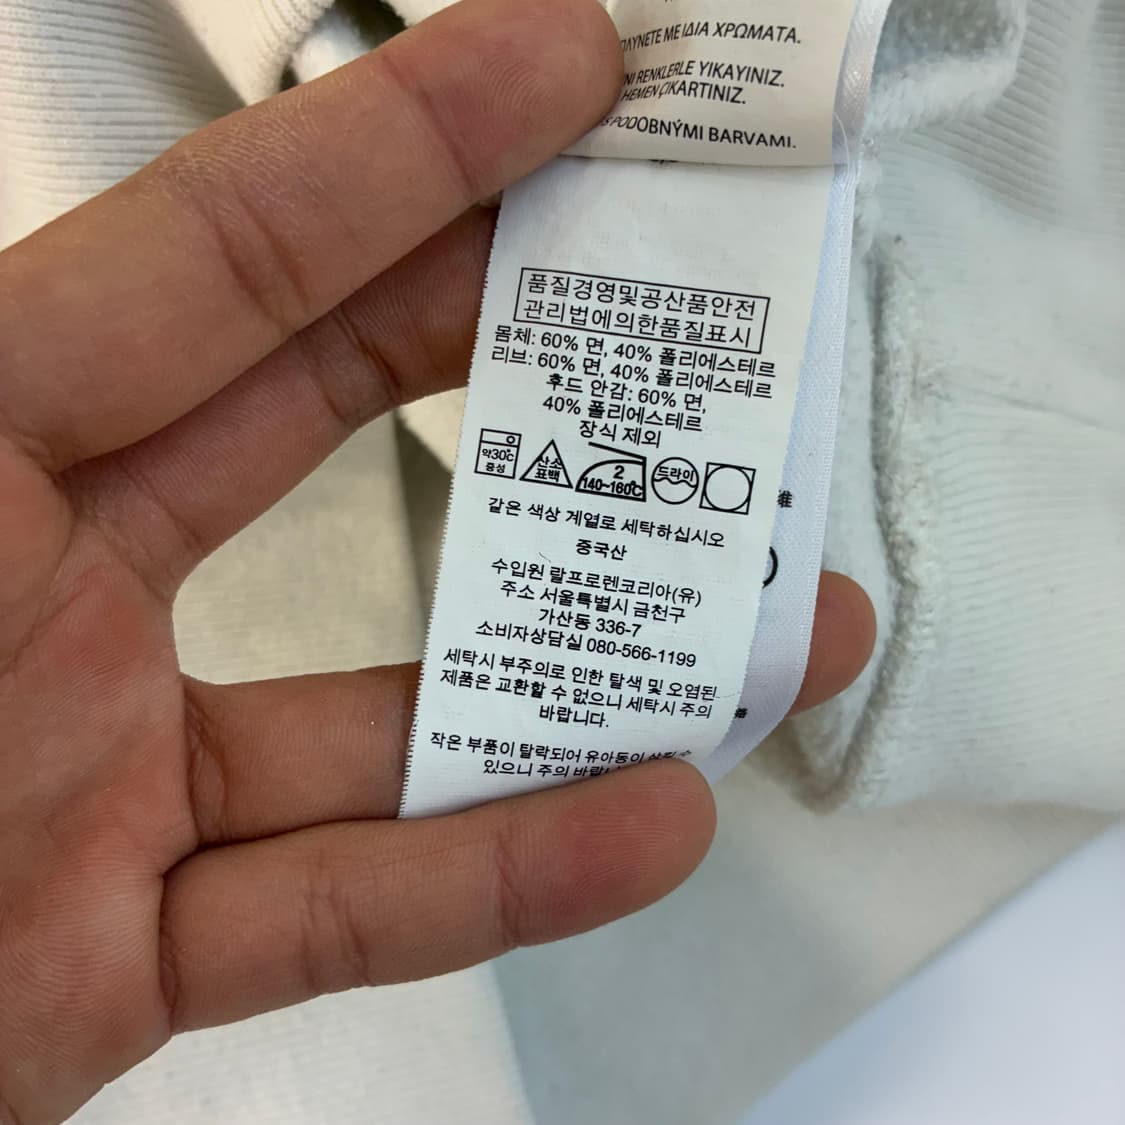 ΜΕ ΙΔΙΑ ΧΡΩΜΑΤΑ.
RENKLERLE YIKAYINIZ.
HEMEN ÇIKARTINIZ.
PODOBNÝMI BARVAMI.
품질경영및공산품안전
관리법에의한품질표시
몸체: 60% 면, 40% 폴리에스테르
리브: 60% 면, 40% 폴리에스테르
후드 안감: 60% 면,
40% 폴리에스테르
장식 제외
약30℃
중성
산소
표백
2
140~160℃
드라이
같은 색상 계열로 세탁하십시오
중국산
수입원 랄프로렌코리아(유)
주소 서울특별시 금천구
가산동 336-7
소비자상담실 080-566-1199
세탁시 부주의로 인한 탈색 및 오염된
제품은 교환할 수 없으니 세탁시 주의
바랍니다.
작은 부품이 탈락되어 유아동이 수
있으니 주의